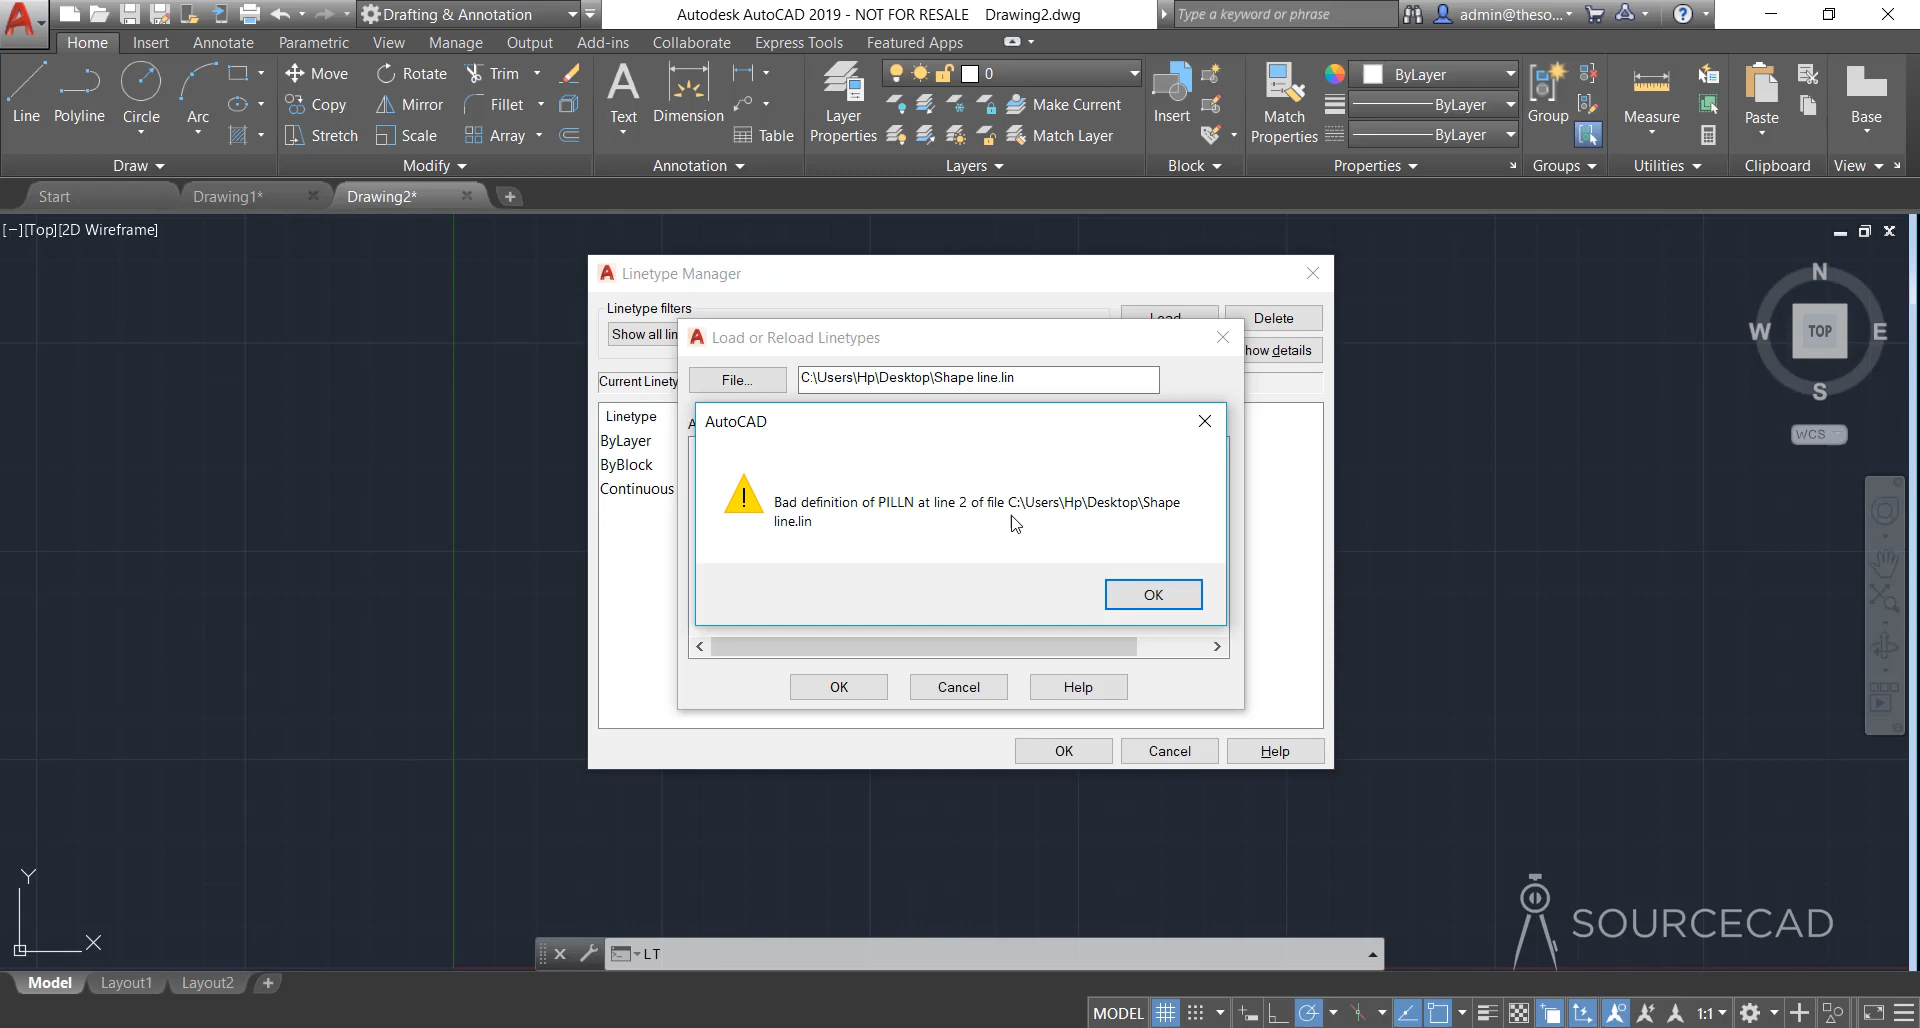 Drafting & Annotation
Autodesk AutoCAD 2019 - NOT FOR RESALE Drawing2.dwg
Type a keyword or phrase
admin@theso...
Home Insert Annotate Parametric View Manage Output Add-ins Collaborate Express Tools Featured Apps
Line Polyline Circle Arc
Move Rotate Trim
Copy Mirror Fillet
Stretch Scale Array
Text Dimension Table
Layer Properties
0
Make Current
Match Layer
Insert
Match Properties
ByLayer
ByLayer
ByLayer
Group
Measure
Paste
Base
Draw Modify Annotation Layers Block Properties Groups Utilities Clipboard View
Start Drawing1* Drawing2*
[−][Top][2D Wireframe]
Linetype Manager
Linetype filters
Show all lin
Load...
Delete
how details
Current Linety
Linetype
ByLayer
ByBlock
Continuous
Load or Reload Linetypes
File...
C:\Users\Hp\Desktop\Shape line.lin
A
AutoCAD
Bad definition of PILLN at line 2 of file C:\Users\Hp\Desktop\Shape
line.lin
OK
OK Cancel Help
OK Cancel Help
N
W TOP E
S
WCS
Y
X
LT
SOURCECAD
Model Layout1 Layout2
MODEL 1:1